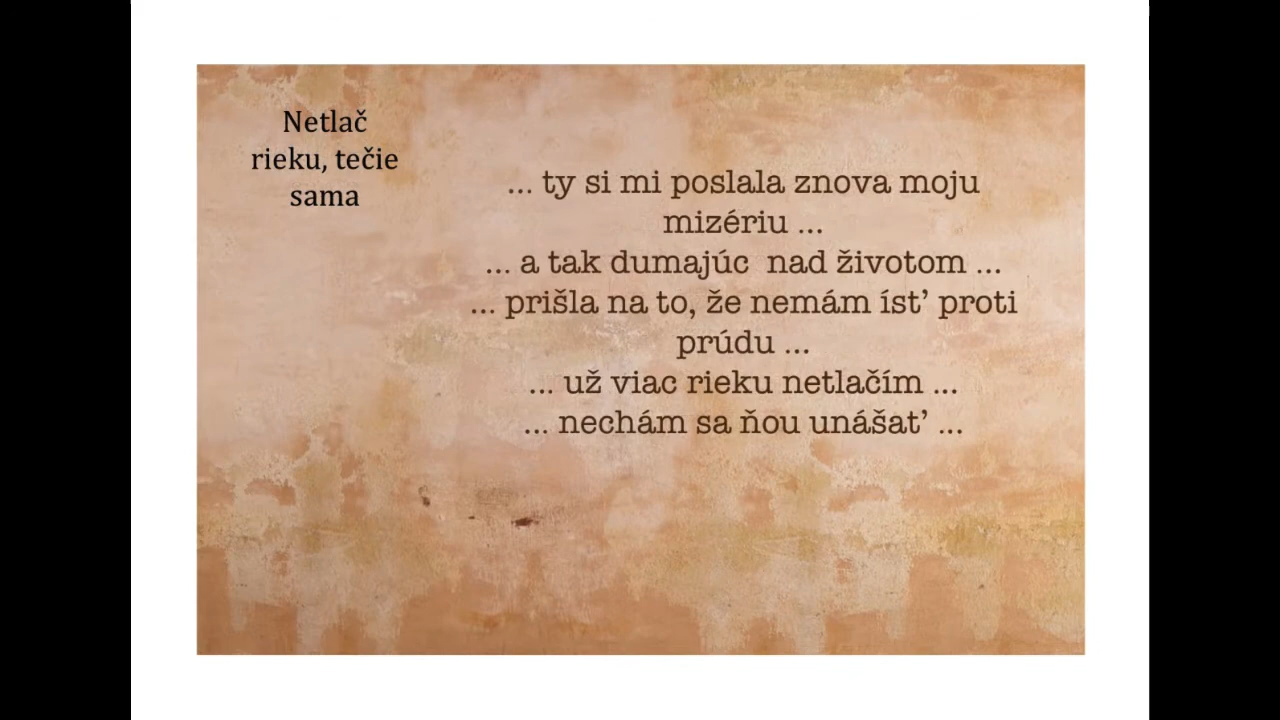 Netlač
rieku, tečie
sama
... ty si mi poslala znova moju
mizériu ...
... a tak dumajúc  nad životom ...
... prišla na to, že nemám ísť proti
prúdu ...
... už viac rieku netlačím ...
... nechám sa ňou unášať ...